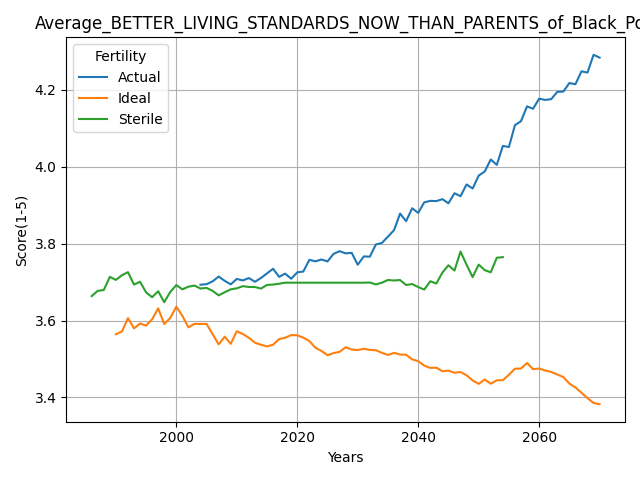 Average_BETTER_LIVING_STANDARDS_NOW_THAN_PARENTS_of_Black_Po
Fertility
Actual
Ideal
Sterile
4.2
4.0
3.8
3.6
3.4
Score(1-5)
2000 2020 2040 2060
Years